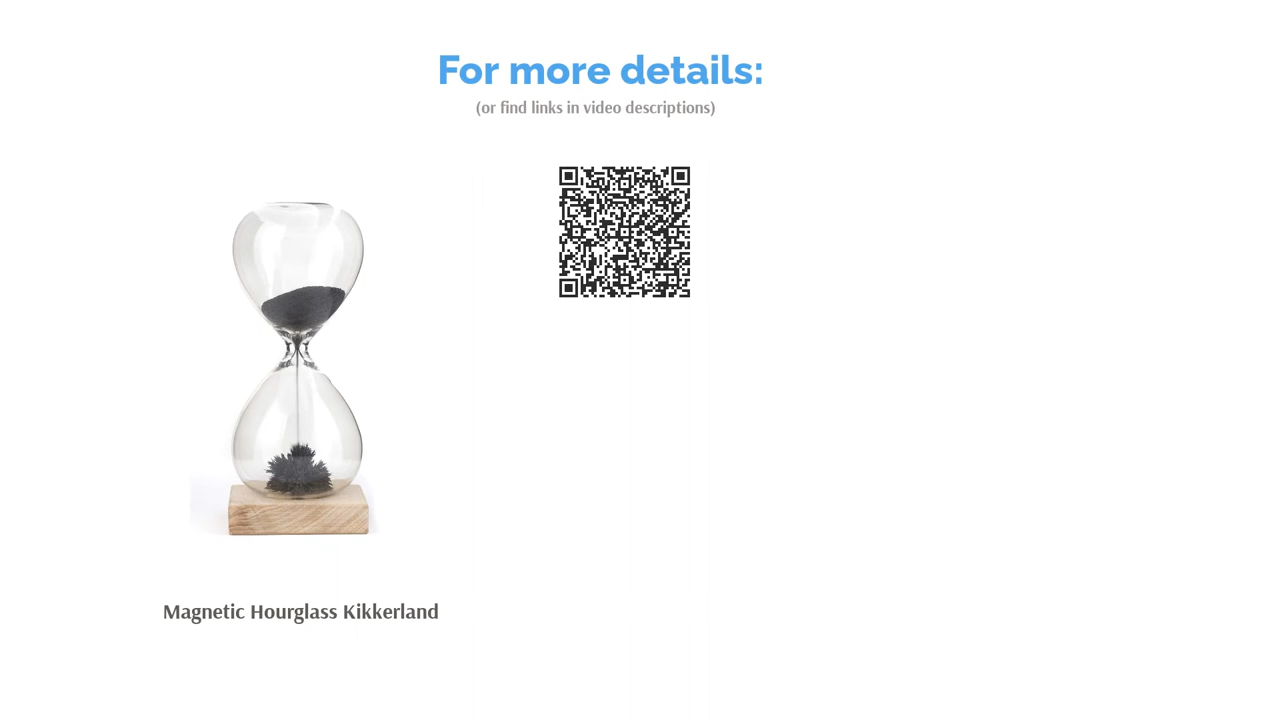 For more details:
(or find links in video descriptions)
Magnetic Hourglass Kikkerland